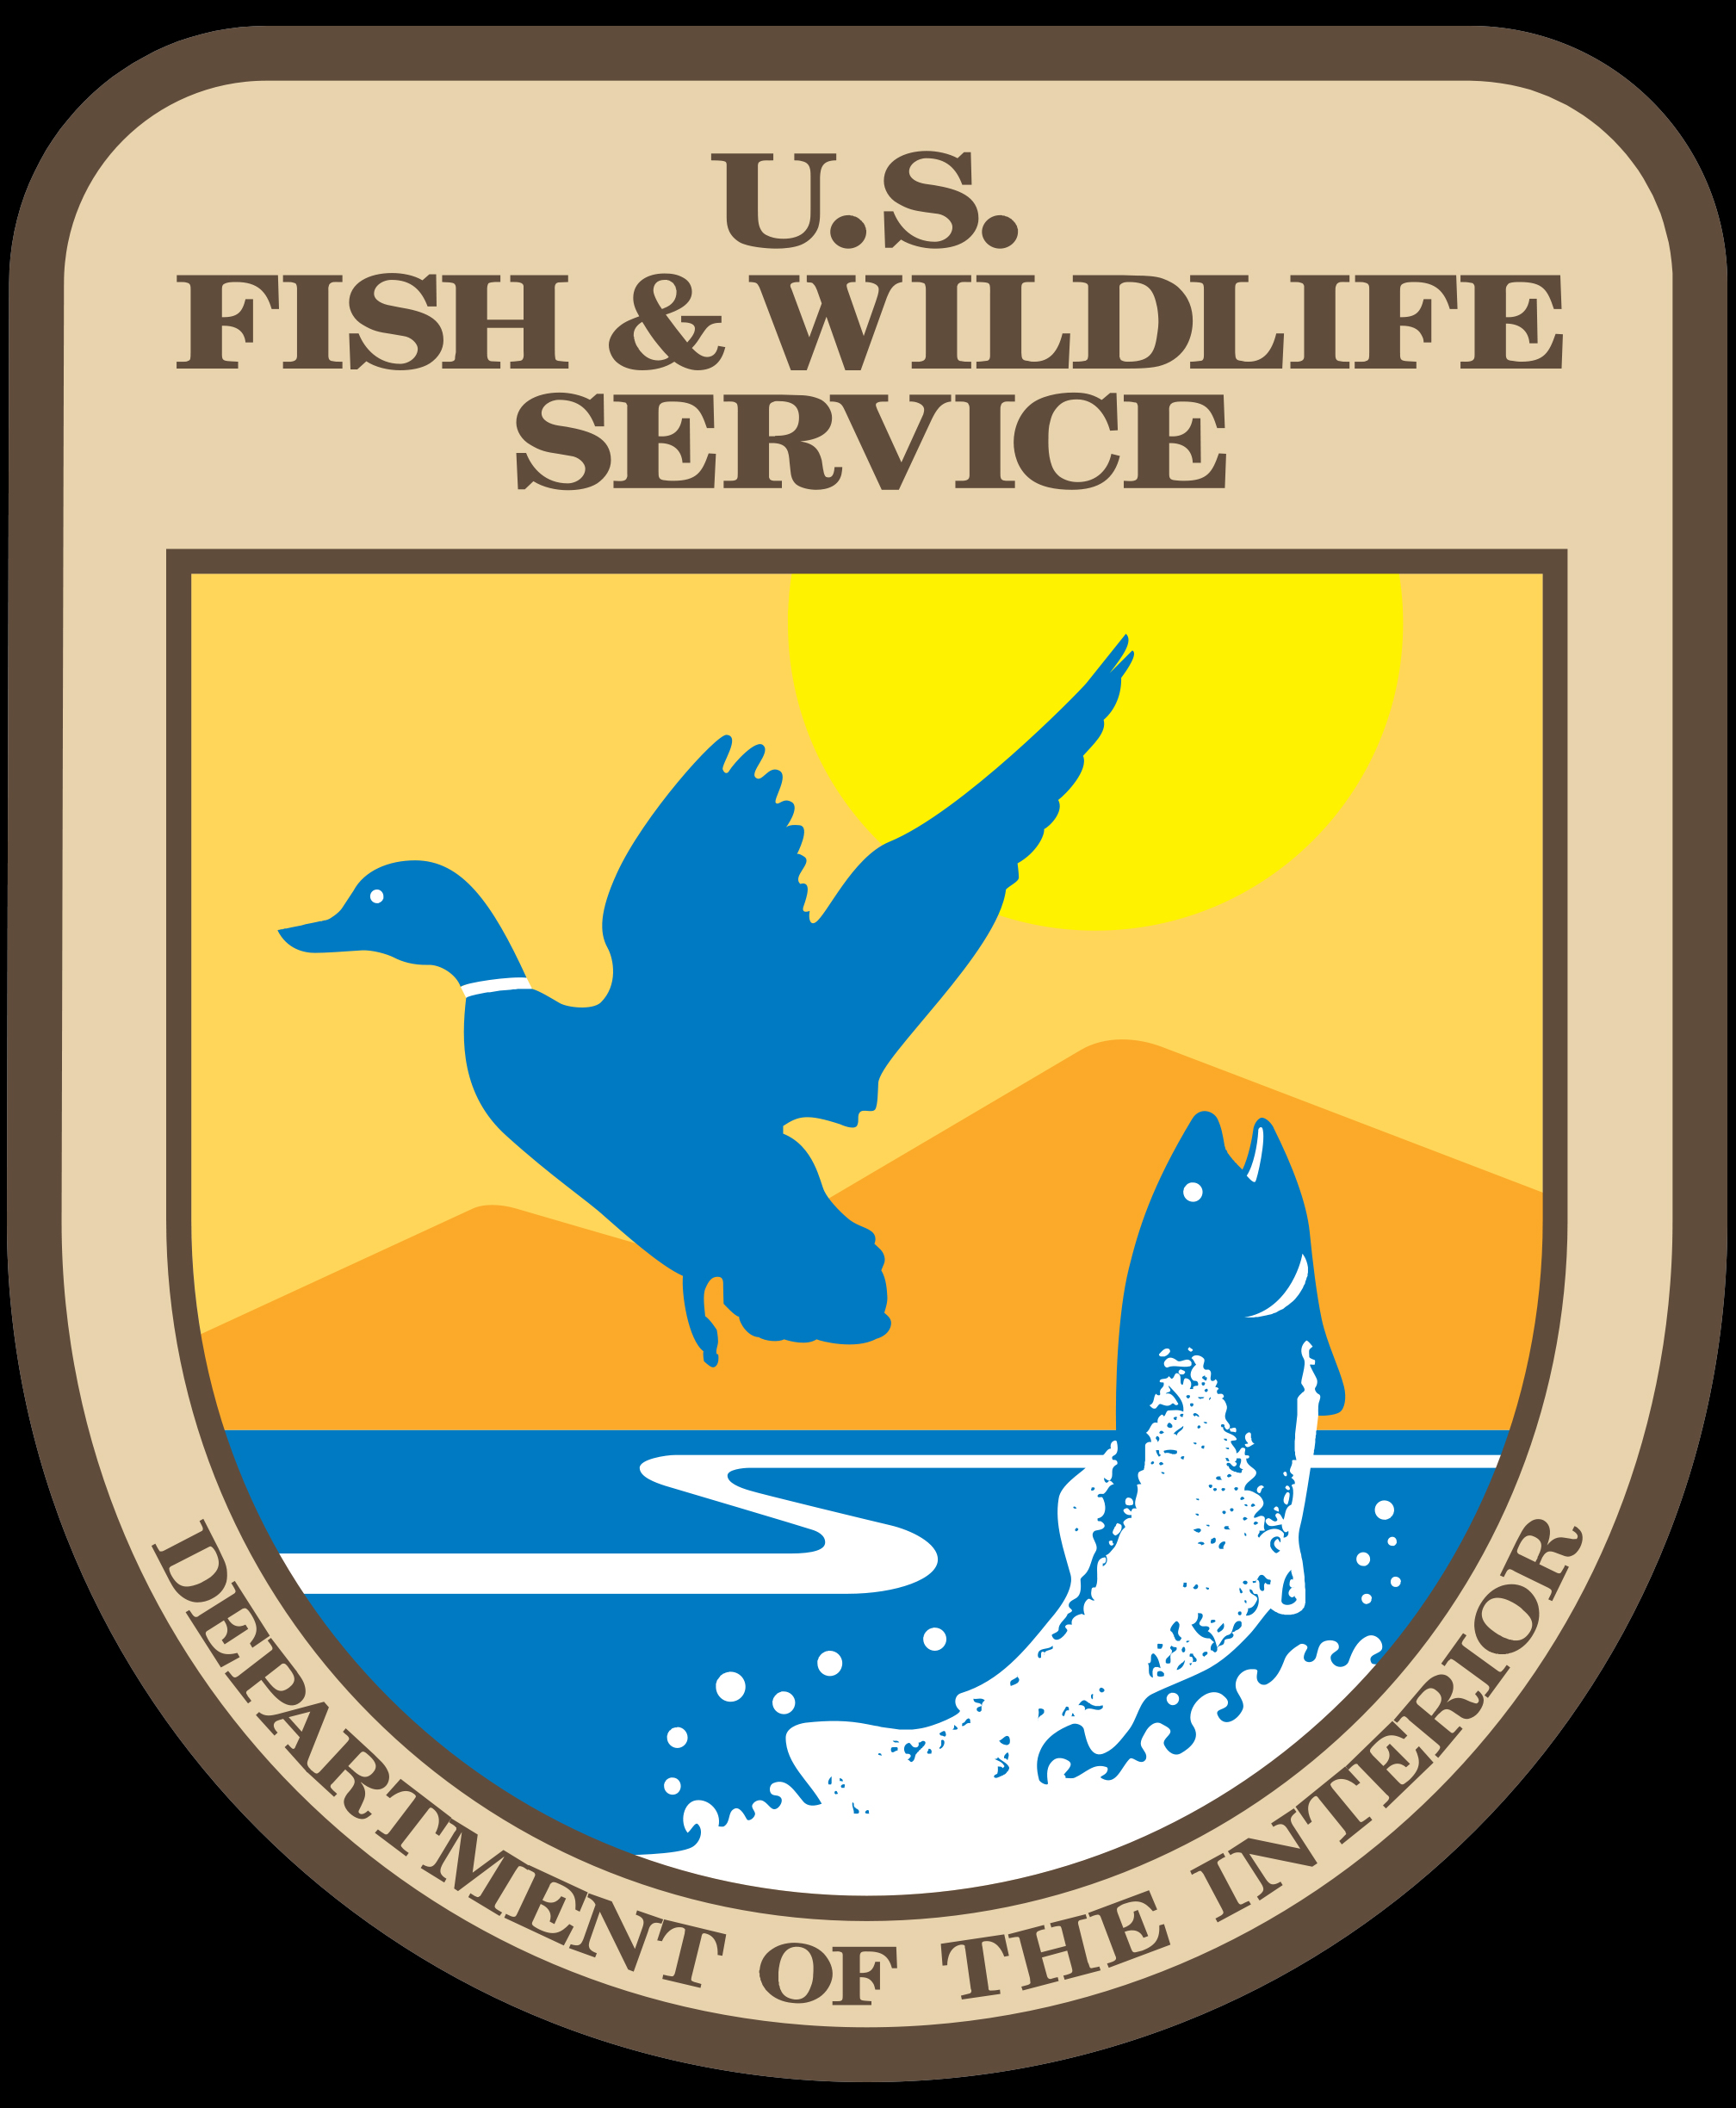 U.S.
FISH & WILDLIFE
SERVICE
DEPARTMENT OF THE INTERIOR